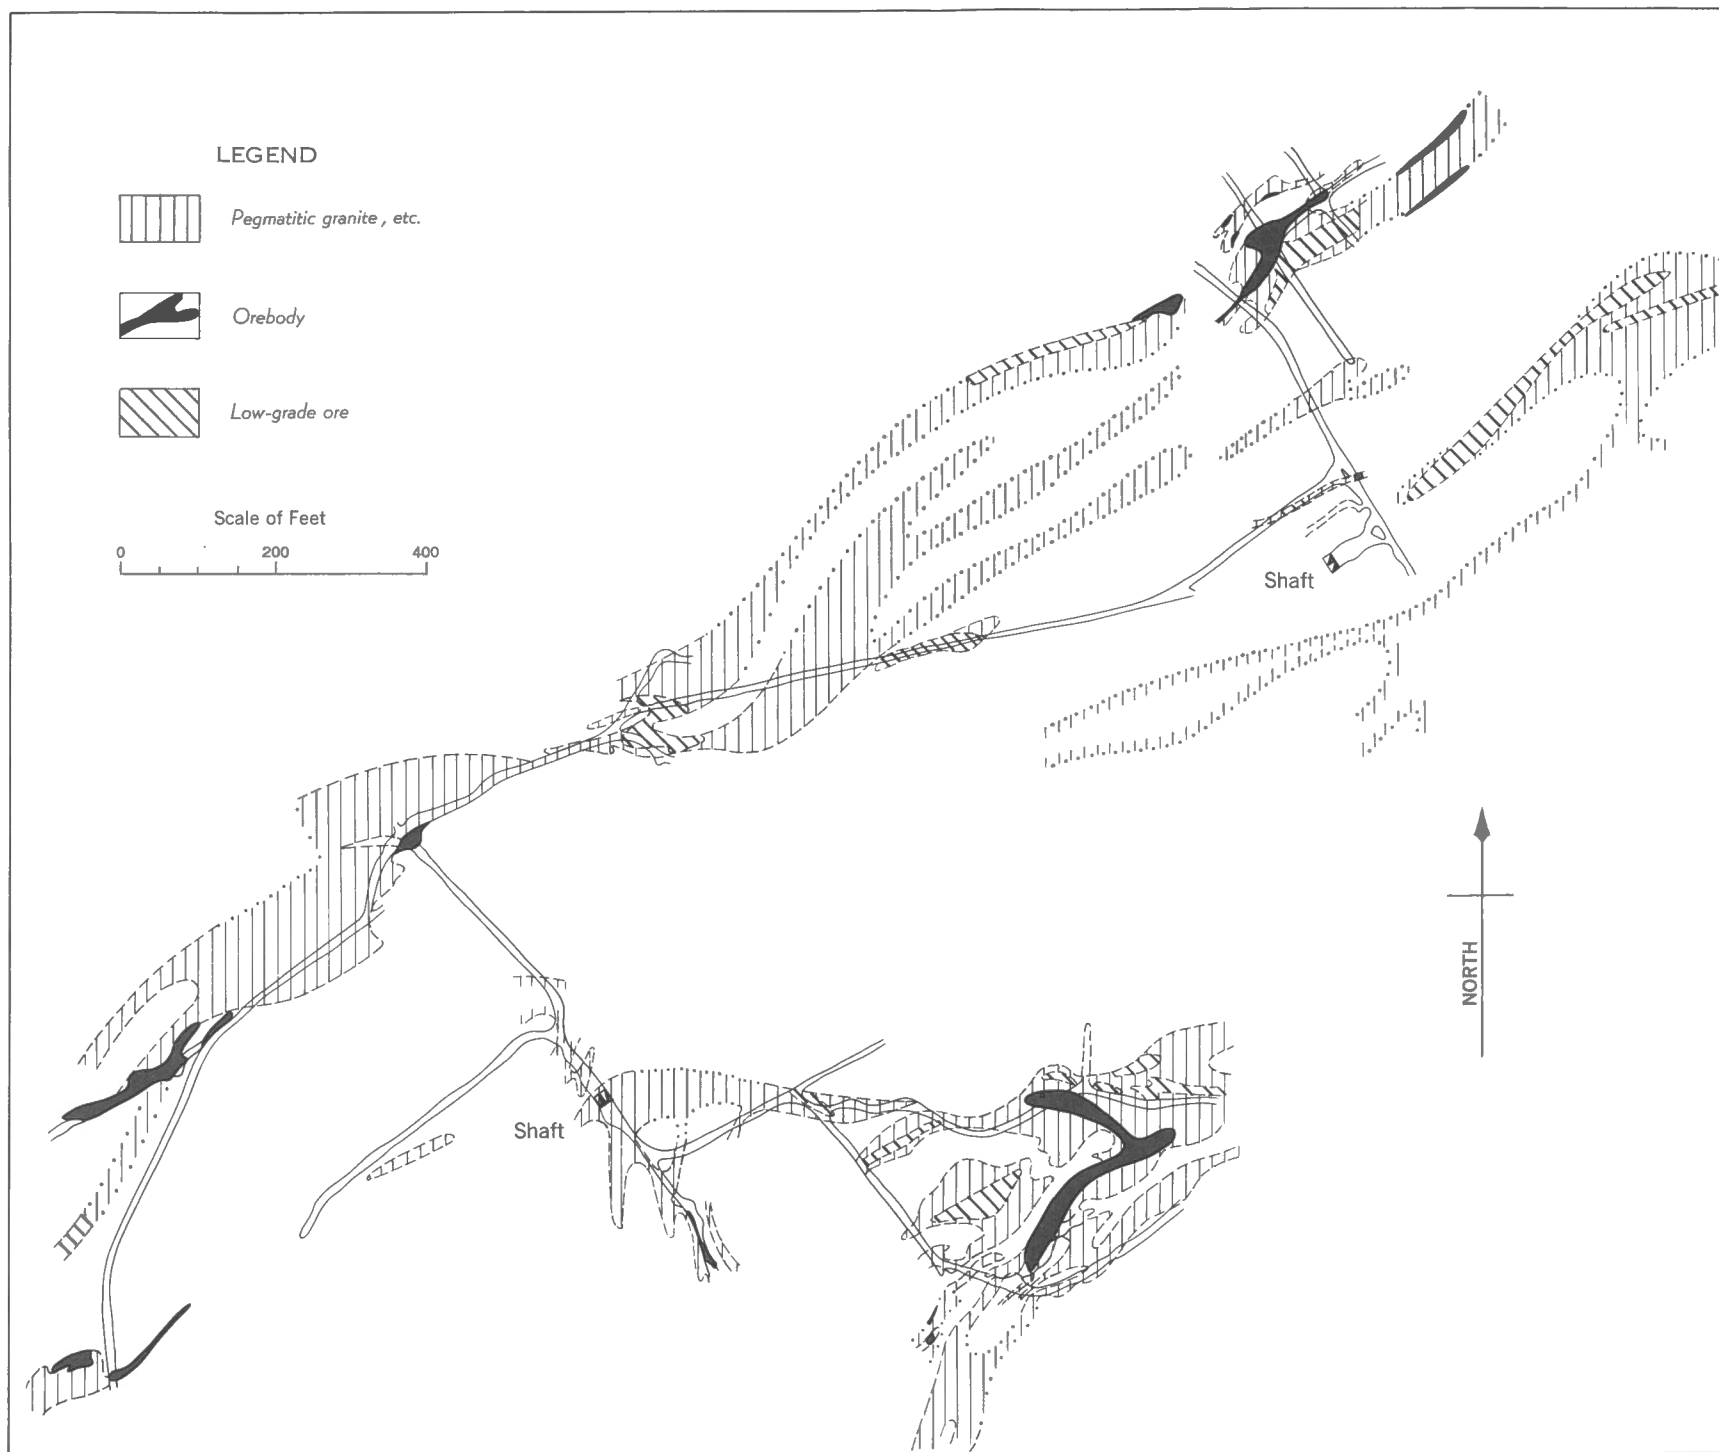 LEGEND
Pegmatitic granite, etc.
Orebody
Low-grade ore
Scale of Feet
0 200 400
Shaft
NORTH
Shaft